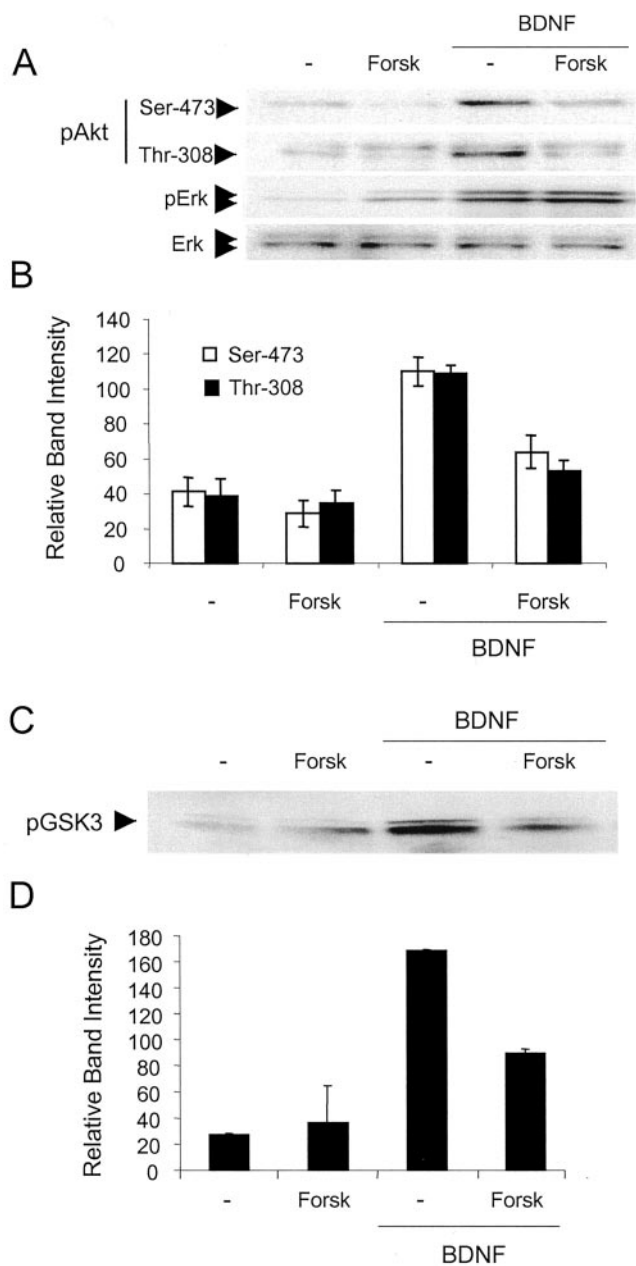 A
BDNF
- Forsk - Forsk
pAkt
Ser-473
Thr-308
pErk
Erk
B
Relative Band Intensity
140
120
100
80
60
40
20
0
Ser-473
Thr-308
- Forsk - Forsk
BDNF
C
BDNF
- Forsk - Forsk
pGSK3
D
Relative Band Intensity
180
160
140
120
100
80
60
40
20
0
- Forsk - Forsk
BDNF